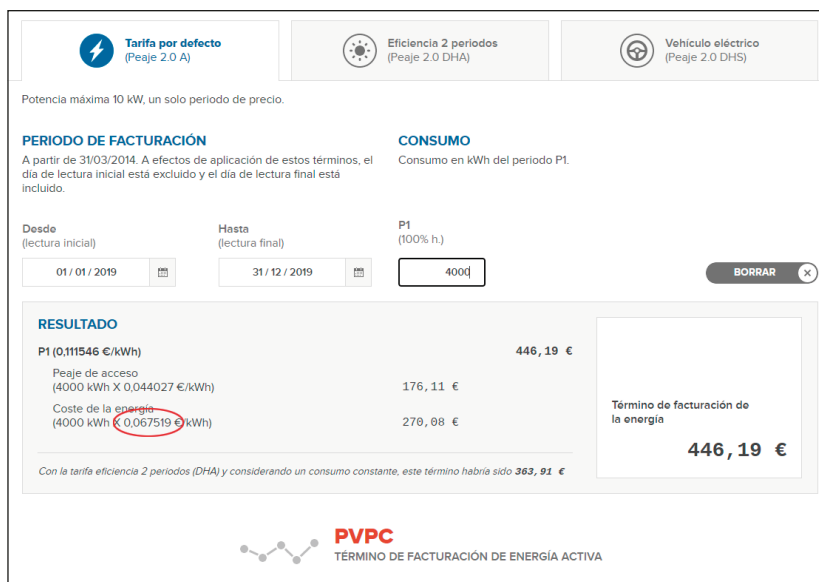 Tarifa por defecto
(Peaje 2.0 A)
Eficiencia 2 periodos
(Peaje 2.0 DHA)
Vehículo eléctrico
(Peaje 2.0 DHS)
Potencia máxima 10 kW, un solo periodo de precio.
PERIODO DE FACTURACIÓN
A partir de 31/03/2014. A efectos de aplicación de estos términos, el
día de lectura inicial está excluido y el día de lectura final está
incluido.
CONSUMO
Consumo en kWh del periodo P1.
Desde
(lectura inicial)
Hasta
(lectura final)
P1
(100% h.)
01 / 01 / 2019
31 / 12 / 2019
4000
BORRAR
RESULTADO
P1 (0,111546 €/kWh) 446,19 €
Peaje de acceso
(4000 kWh X 0,044027 €/kWh) 176,11 €
Coste de la energía
(4000 kWh X 0,067519 €/kWh) 270,08 €
Con la tarifa eficiencia 2 periodos (DHA) y considerando un consumo constante, este término habría sido 363,91 €
Término de facturación de
la energía
446,19 €
PVPC
TÉRMINO DE FACTURACIÓN DE ENERGÍA ACTIVA